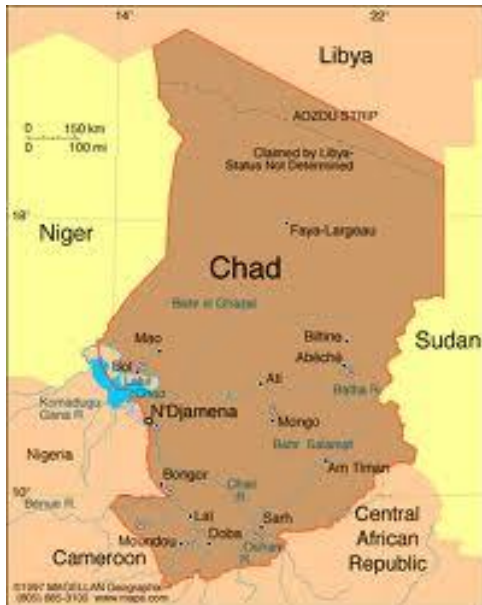 14°
22°
Libya
AOZOU STRIP
0 150 km
0 100 mi
Claimed by Libya-
Status Not Determined
18°
Niger
Faya-Largeau
Chad
Bahr el Ghazal
Mao
Biltine
Sudan
Bol
Abéché
Lake
Chad
Ati
Batha R.
Komadugu
Gana R.
N'Djamena
Mongo
Nigeria
Bahr Salamat
Am Timan
Bongor
Chari
R.
10°
Benue R.
Lai
Sarh
Central
African
Republic
Doba
Moundou
R.
Cameroon
©1997 MAGELLAN Geographix
(805) 685-3100 www.maps.com